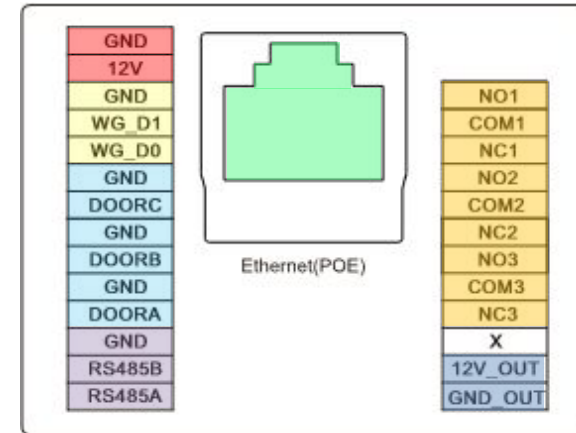 GND
12V
GND
WG_D1
WG_D0
GND
DOORC
GND
DOORB
GND
DOORA
GND
RS485B
RS485A
Ethernet(POE)
NO1
COM1
NC1
NO2
COM2
NC2
NO3
COM3
NC3
X
12V_OUT
GND_OUT